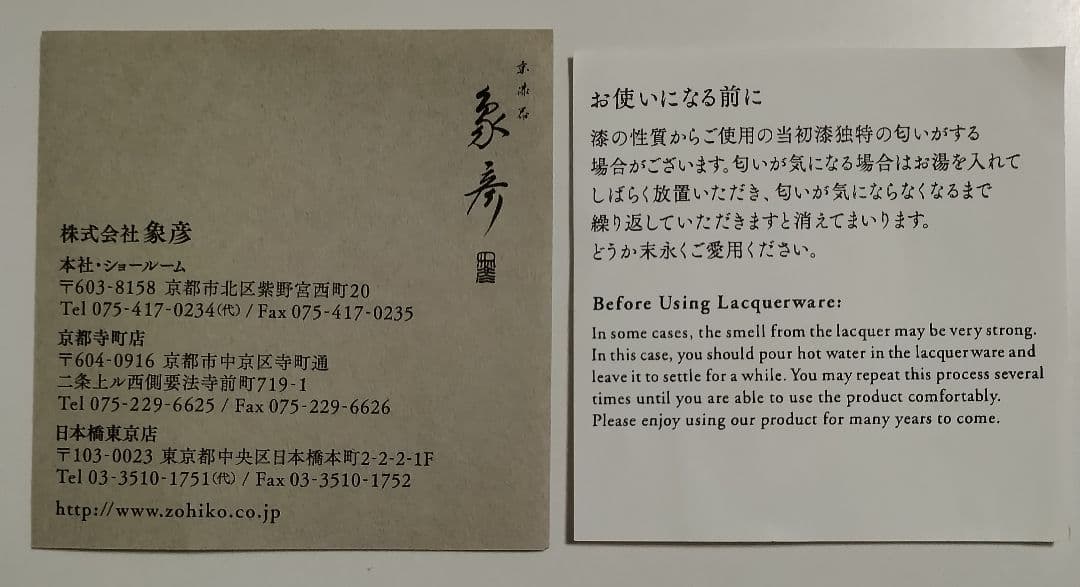 京漆器
象彦
株式会社 象彦
本社・ショールーム
〒603-8158 京都市北区紫野宮西町20
Tel 075-417-0234(代) / Fax 075-417-0235
京都寺町店
〒604-0916 京都市中京区寺町通
二条上ル西側要法寺前町719-1
Tel 075-229-6625 / Fax 075-229-6626
日本橋東京店
〒103-0023 東京都中央区日本橋本町2-2-2-1F
Tel 03-3510-1751(代) / Fax 03-3510-1752
http://www.zohiko.co.jp
お使いになる前に
漆の性質からご使用の当初漆独特の匂いがする
場合がございます。匂いが気になる場合はお湯を入れて
しばらく放置いただき、匂いが気にならなくなるまで
繰り返していただきますと消えてまいります。
どうか末永くご愛用ください。
Before Using Lacquerware:
In some cases, the smell from the lacquer may be very strong.
In this case, you should pour hot water in the lacquerware and
leave it to settle for a while. You may repeat this process several
times until you are able to use the product comfortably.
Please enjoy using our product for many years to come.